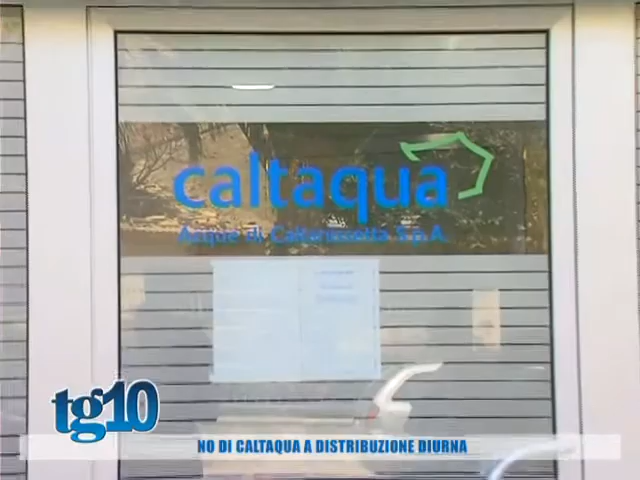 caltaqua
Acque di Caltanissetta S.p.A.
tg10
NO DI CALTAQUA A DISTRIBUZIONE DIURNA